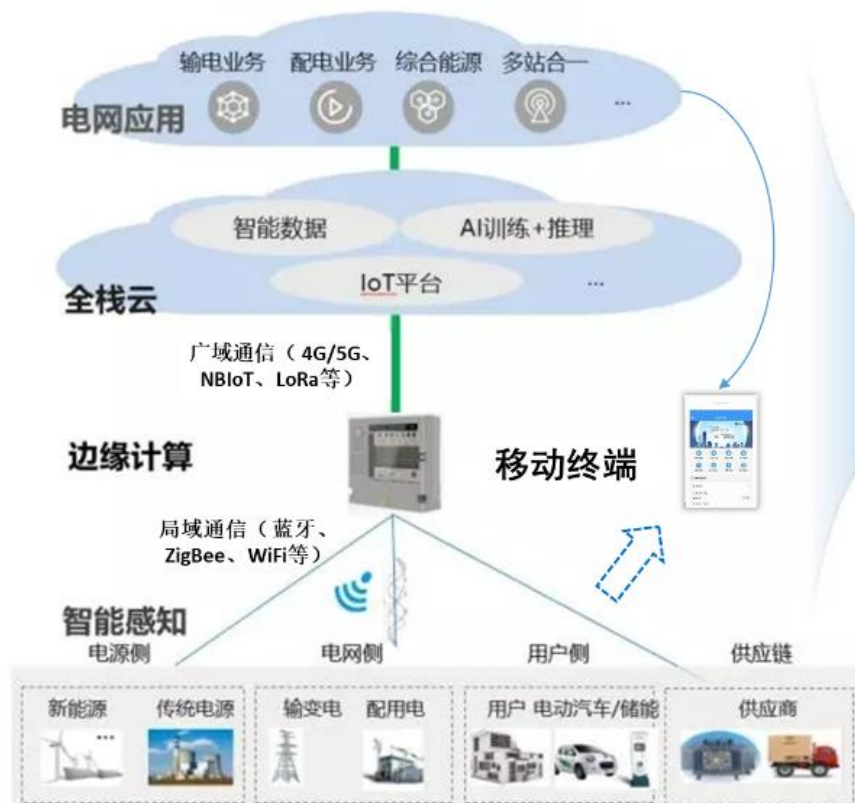 输电业务 配电业务 综合能源 多站合一
...
电网应用
智能数据 AI训练+推理
IoT平台 ...
全栈云
广域通信（4G/5G、
NBIoT、LoRa等）
边缘计算 移动终端
局域通信（蓝牙、
ZigBee、WiFi等）
智能感知
电源侧 电网侧 用户侧 供应链
新能源 传统电源 输变电 配用电 用户 电动汽车/储能 供应商